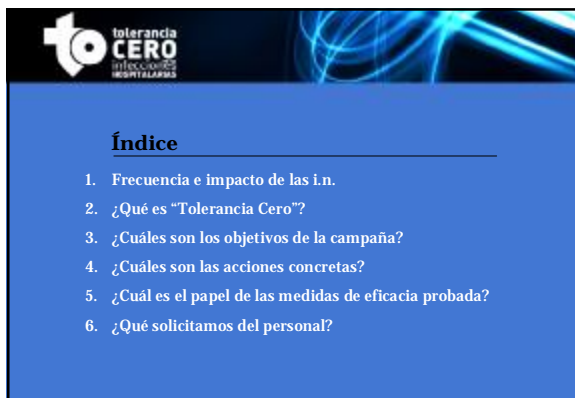 tolerancia
CERO
infecciones
HOSPITALARIAS
Índice
1. Frecuencia e impacto de las i.n.
2. ¿Qué es “Tolerancia Cero”?
3. ¿Cuáles son los objetivos de la campaña?
4. ¿Cuáles son las acciones concretas?
5. ¿Cuál es el papel de las medidas de eficacia probada?
6. ¿Qué solicitamos del personal?